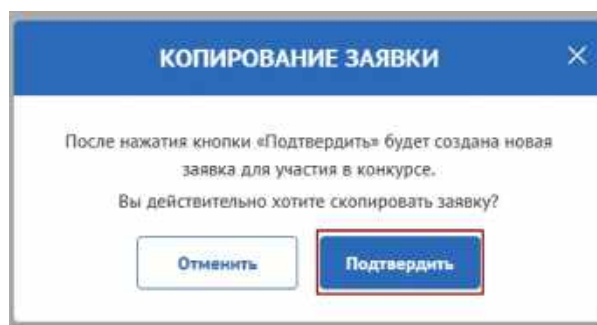 КОПИРОВАНИЕ ЗАЯВКИ
После нажатия кнопки «Подтвердить» будет создана новая
заявка для участия в конкурсе.
Вы действительно хотите скопировать заявку?
Отменить
Подтвердить